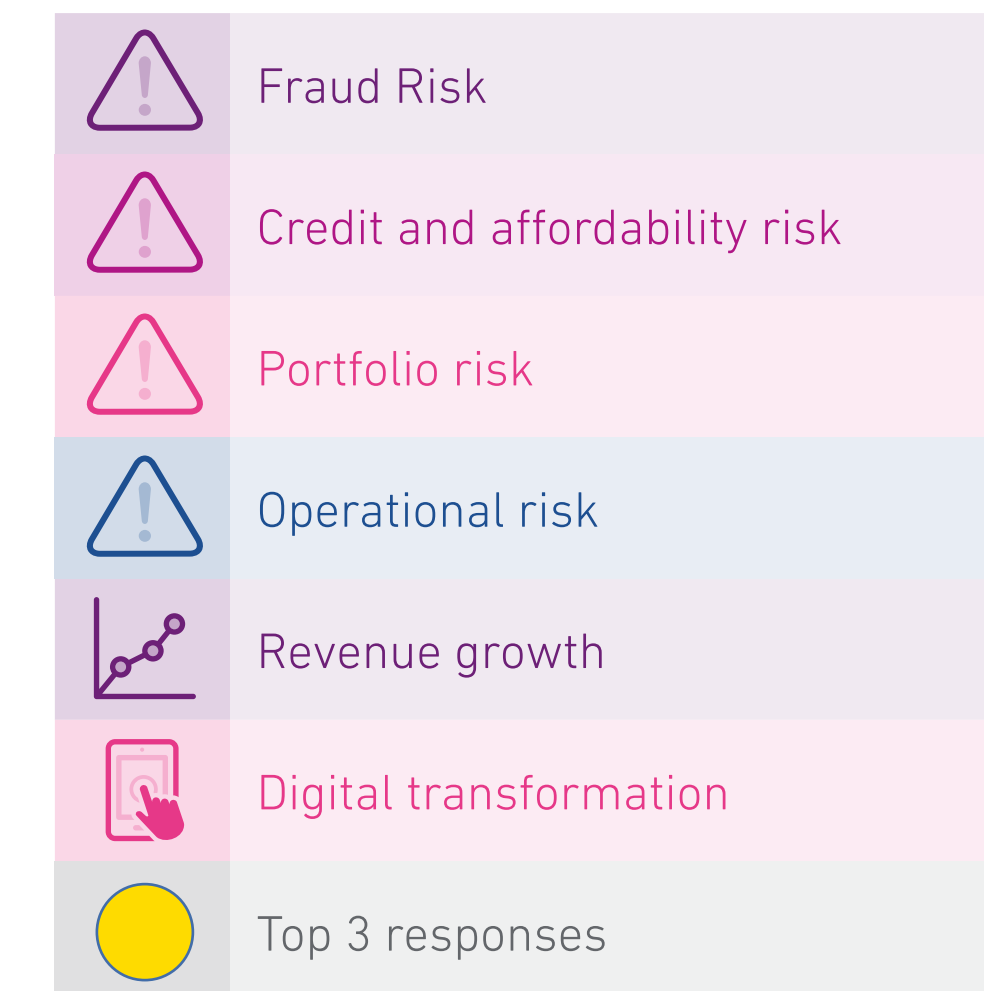 Fraud Risk
Credit and affordability risk
Portfolio risk
Operational risk
Revenue growth
Digital transformation
Top 3 responses